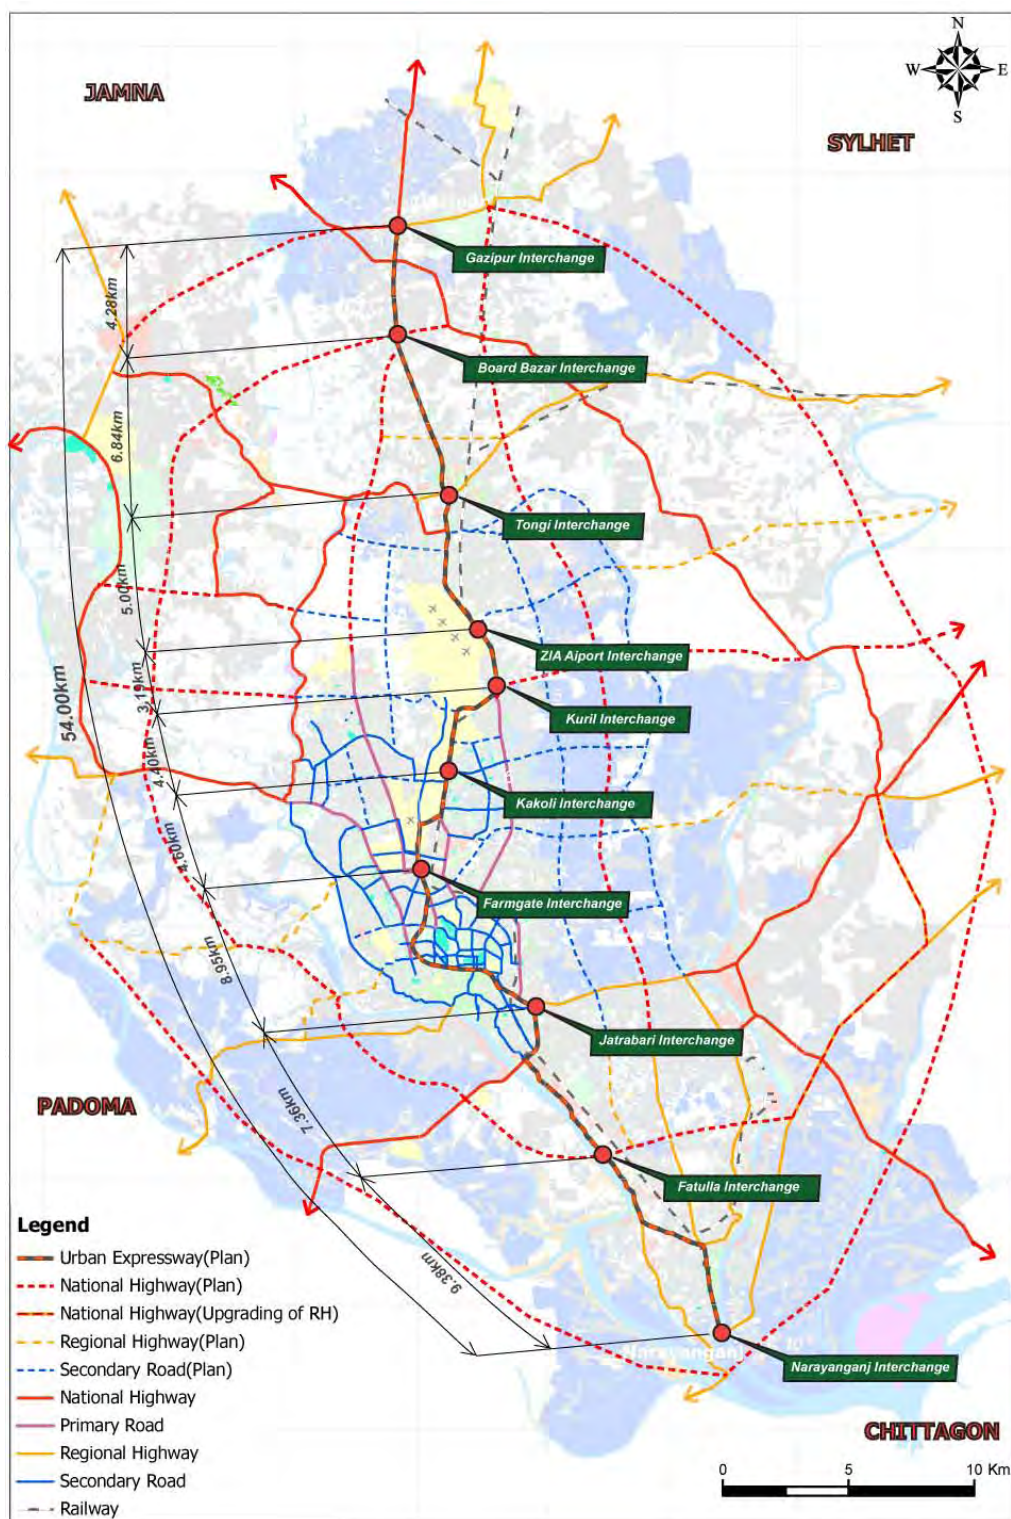 N
W
E
S
JAMNA
SYLHET
Gazipur Interchange
4.28km
Board Bazar Interchange
6.84km
Tongi Interchange
5.00km
ZIA Aiport Interchange
54.00km
3.19km
Kuril Interchange
4.40km
Kakoli Interchange
4.60km
Farmgate Interchange
8.95km
Jatrabari Interchange
PADOMA
7.36km
Fatulla Interchange
9.38km
Narayanganj
Narayanganj Interchange
CHITTAGON
Legend
Urban Expressway(Plan)
National Highway(Plan)
National Highway(Upgrading of RH)
Regional Highway(Plan)
Secondary Road(Plan)
National Highway
Primary Road
Regional Highway
Secondary Road
Railway
0
5
10 Km